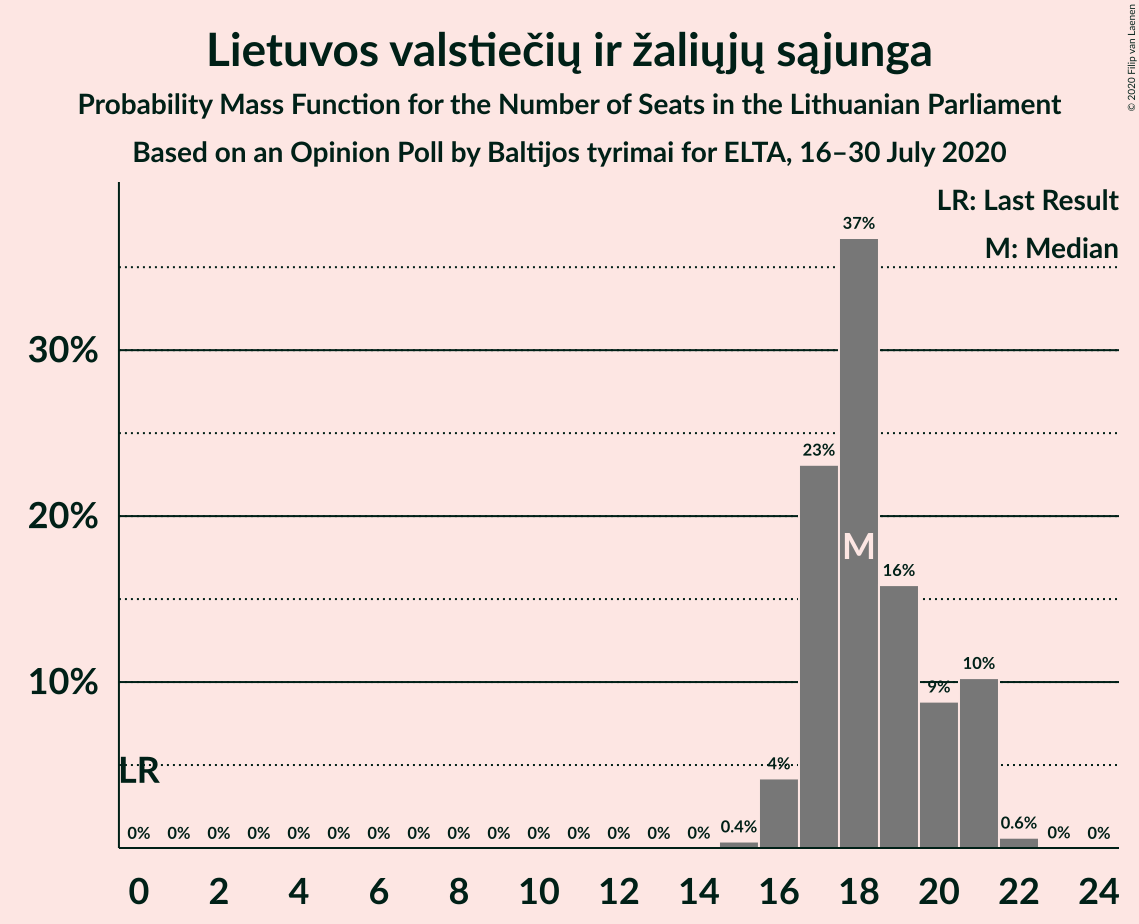 Lietuvos valstiečių ir žaliųjų sąjunga
Probability Mass Function for the Number of Seats in the Lithuanian Parliament
Based on an Opinion Poll by Baltijos tyrimai for ELTA, 16–30 July 2020
© 2020 Filip van Laenen
LR: Last Result
M: Median
37%
30%
23%
20%
M
16%
10%
10%
9%
LR
4%
0% 0% 0% 0% 0% 0% 0% 0% 0% 0% 0% 0% 0% 0% 0% 0.4% 0.6% 0% 0%
0 2 4 6 8 10 12 14 16 18 20 22 24